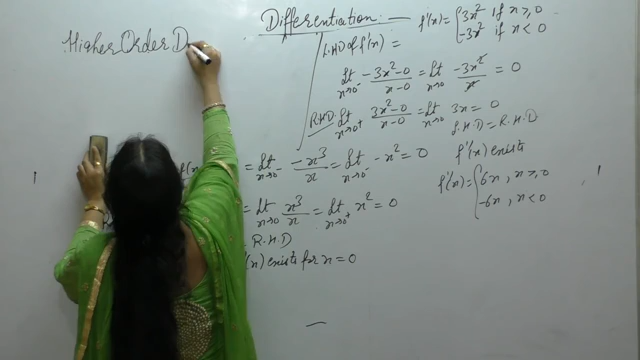 Higher Order D
f(x
= Lt x→0⁻ -x³/x = Lt x→0⁻ -x² = 0
= Lt x→0 x³/x = Lt x→0⁺ x² = 0
R.H.D
(x) exists for x = 0
Differentiation :—
f'(x) = { 3x² if x ≥ 0
-3x² if x < 0
L.H.D of f'(x) =
Lt x→0⁻ -3x²-0/x-0 = Lt x→0⁻ -3x²/x = 0
R.H.D Lt x→0⁺ 3x²-0/x-0 = Lt x→0⁺ 3x = 0
L.H.D = R.H.D
f''(x) exists
f''(x) = { 6x, x ≥ 0
-6x, x < 0